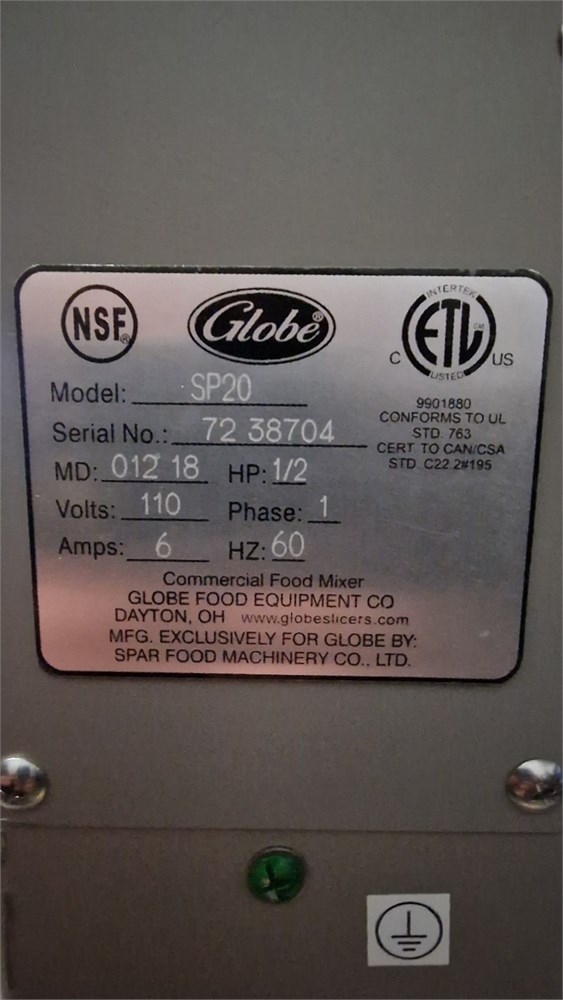 NSF®
Globe®
INTERTEK
C ETL CM US
LISTED
Model: SP20
Serial No.: 72 38704
MD: 012 18 HP: 1/2
Volts: 110 Phase: 1
Amps: 6 HZ: 60
9901880
CONFORMS TO UL
STD. 763
CERT TO CAN/CSA
STD. C22.2#195
Commercial Food Mixer
GLOBE FOOD EQUIPMENT CO
DAYTON, OH www.globeslicers.com
MFG. EXCLUSIVELY FOR GLOBE BY:
SPAR FOOD MACHINERY CO., LTD.